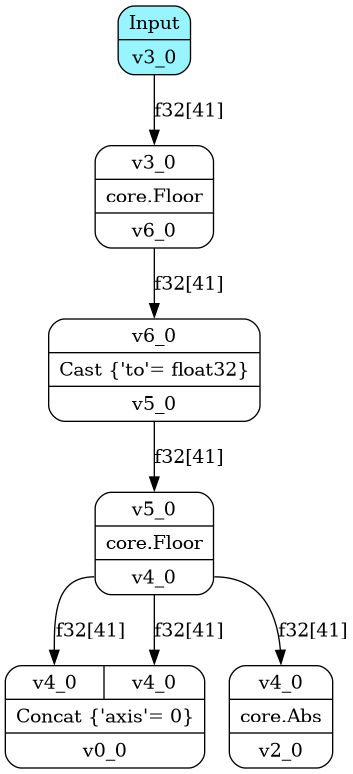 Input
v3_0
f32[41]
v3_0
core.Floor
v6_0
f32[41]
v6_0
Cast {'to'= float32}
v5_0
f32[41]
v5_0
core.Floor
v4_0
f32[41] f32[41] f32[41]
v4_0 v4_0 v4_0
Concat {'axis'= 0} core.Abs
v0_0 v2_0